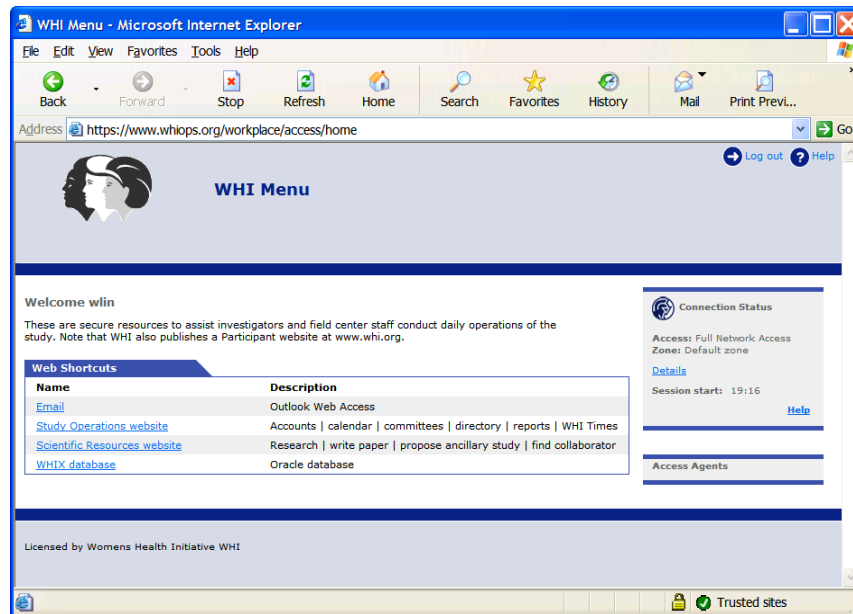 WHI Menu - Microsoft Internet Explorer
File Edit View Favorites Tools Help
Back Forward Stop Refresh Home Search Favorites History Mail Print Previ...
Address https://www.whiops.org/workplace/access/home Go
Log out Help
WHI Menu
Welcome wlin
These are secure resources to assist investigators and field center staff conduct daily operations of the
study. Note that WHI also publishes a Participant website at www.whi.org.
Web Shortcuts
Name Description
Email Outlook Web Access
Study Operations website Accounts | calendar | committees | directory | reports | WHI Times
Scientific Resources website Research | write paper | propose ancillary study | find collaborator
WHIX database Oracle database
Connection Status
Access: Full Network Access
Zone: Default zone
Details
Session start: 19:16
Help
Access Agents
Licensed by Womens Health Initiative WHI
Trusted sites